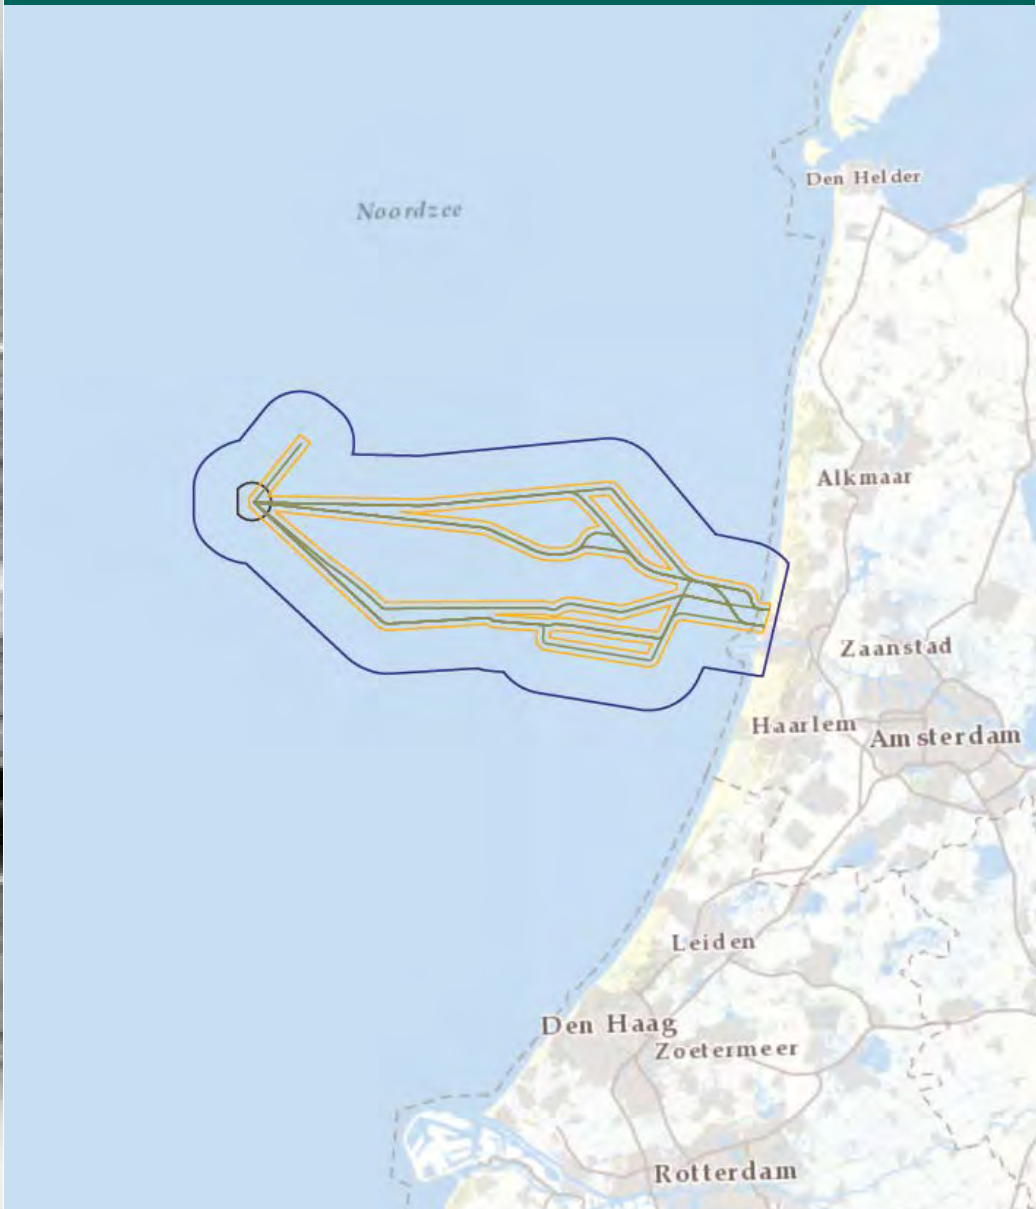 Den Helder
Noordzee
Alkmaar
Zaanstad
Haarlem
Amsterdam
Leiden
Den Haag
Zoetermeer
Rotterdam